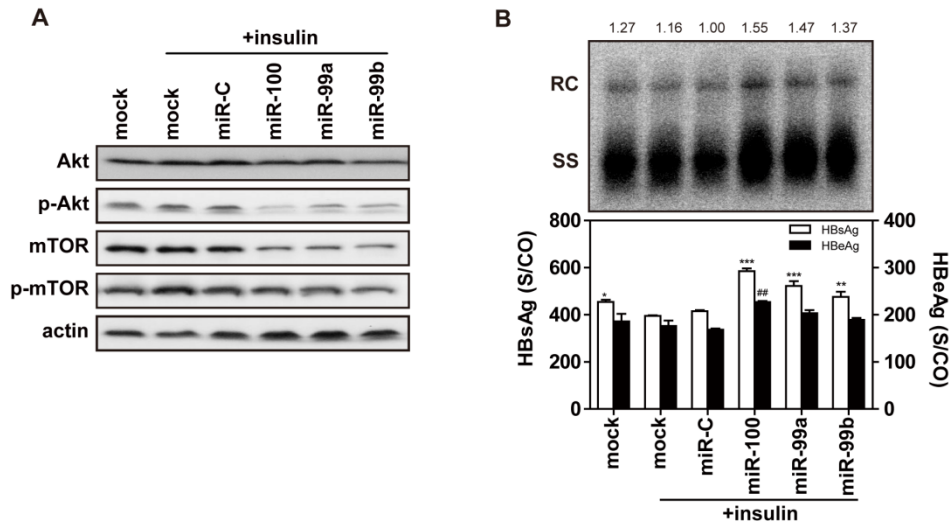 A
+insulin
mock
mock
miR-C
miR-100
miR-99a
miR-99b
Akt
p-Akt
mTOR
p-mTOR
actin
B
1.27 1.16 1.00 1.55 1.47 1.37
RC
SS
800
600
400
200
0
HBsAg (S/CO)
HBsAg
HBeAg
*
***
##
***
**
400
300
200
100
0
HBeAg (S/CO)
mock
mock
miR-C
miR-100
miR-99a
miR-99b
+insulin